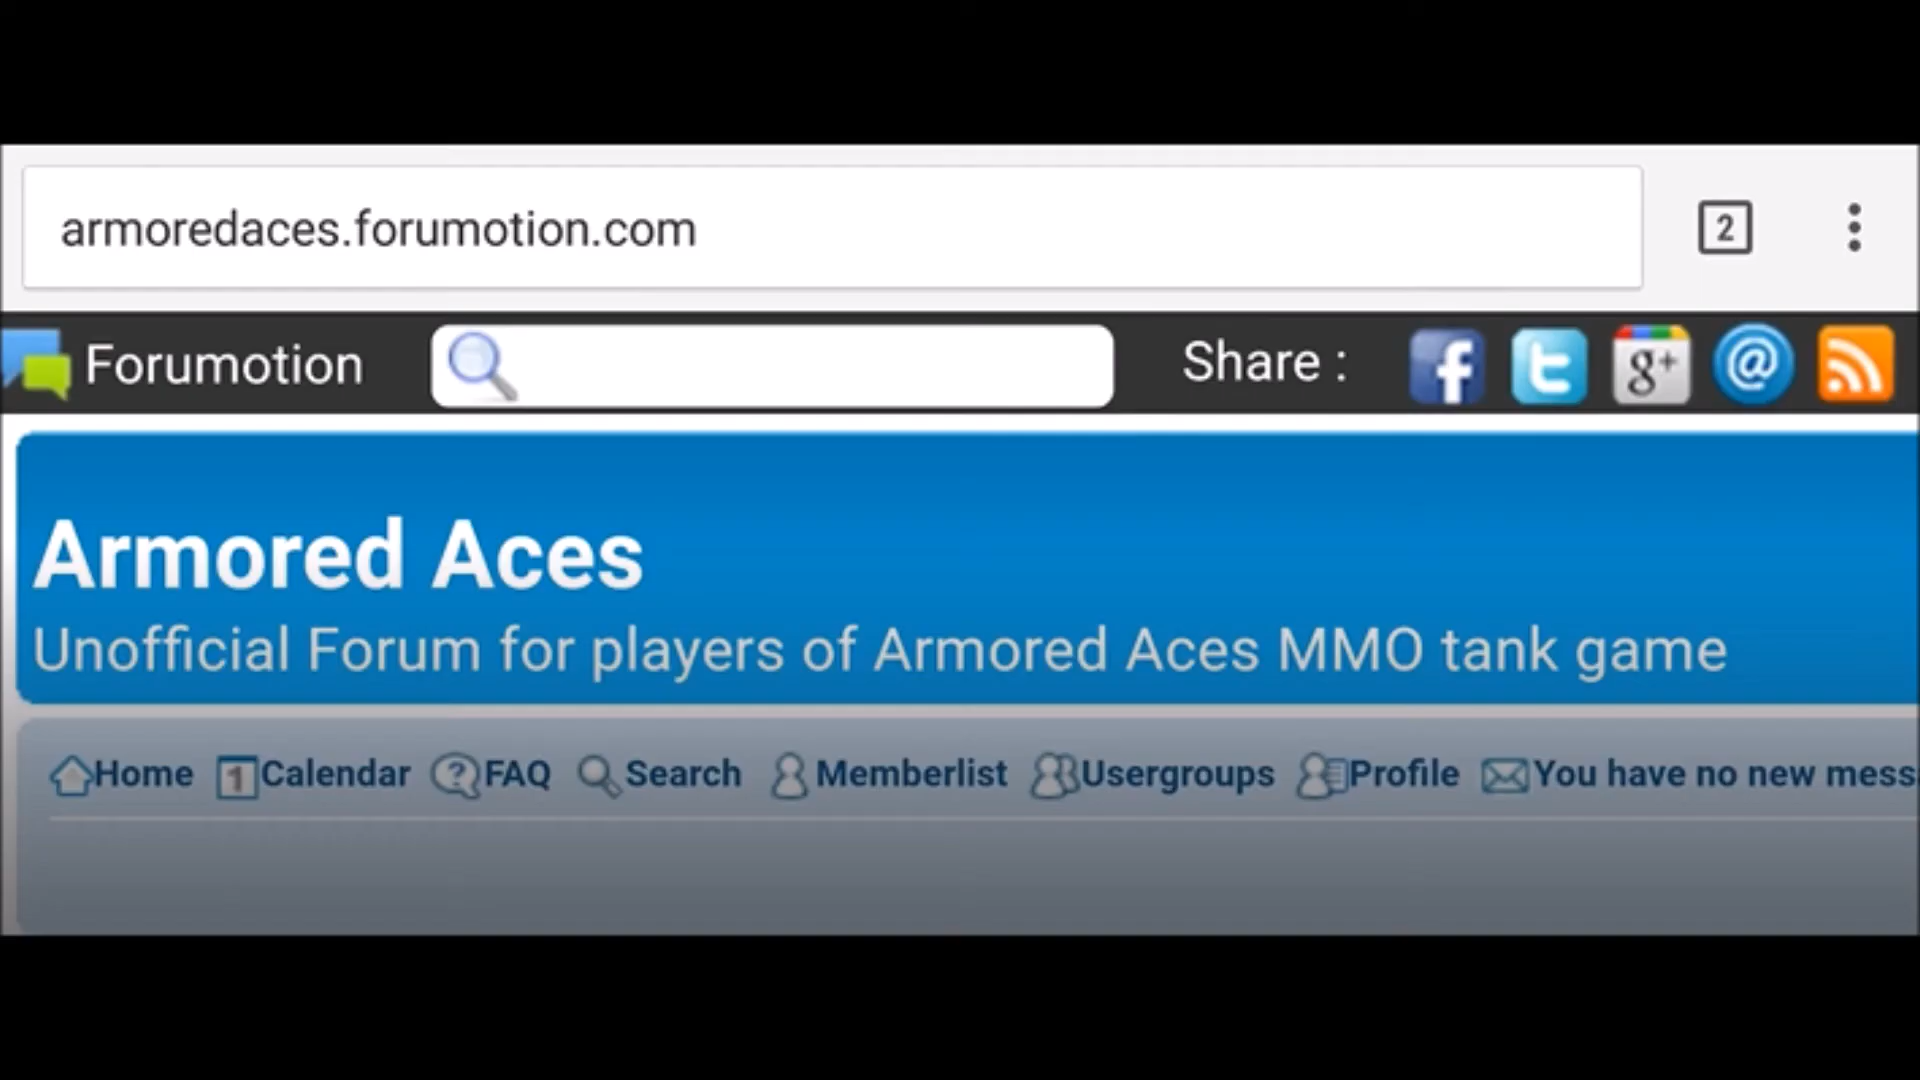 armoredaces.forumotion.com
2
Forumotion
Share :
f t g+ @
Armored Aces
Unofficial Forum for players of Armored Aces MMO tank game
Home 1 Calendar ? FAQ Search Memberlist Usergroups Profile You have no new mess